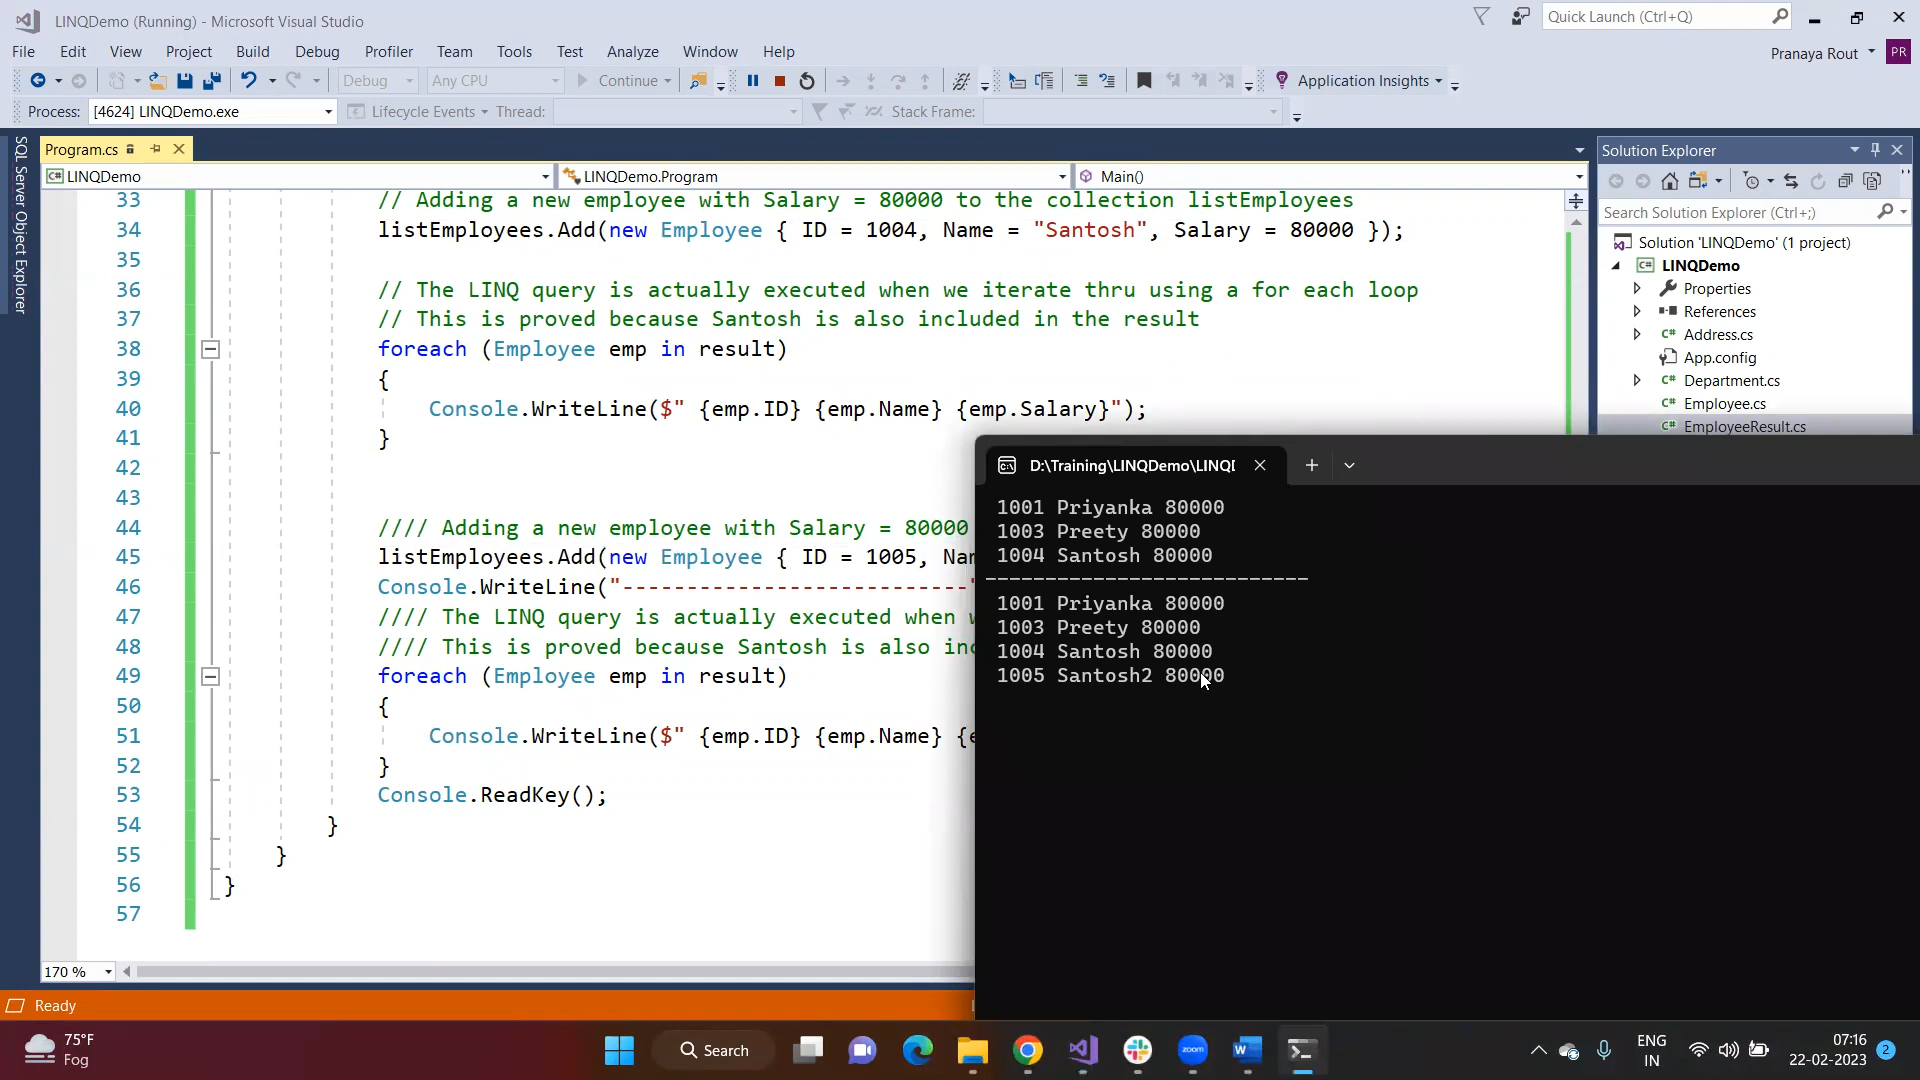 LINQDemo (Running) - Microsoft Visual Studio
Quick Launch (Ctrl+Q)
File Edit View Project Build Debug Profiler Team Tools Test Analyze Window Help
Pranaya Rout PR
Debug Any CPU Continue Application Insights
Process: [4624] LINQDemo.exe Lifecycle Events Thread: Stack Frame:
SQL Server Object Explorer
Program.cs
LINQDemo LINQDemo.Program Main()
33 // Adding a new employee with Salary = 80000 to the collection listEmployees
34 listEmployees.Add(new Employee { ID = 1004, Name = "Santosh", Salary = 80000 });
35
36 // The LINQ query is actually executed when we iterate thru using a for each loop
37 // This is proved because Santosh is also included in the result
38 foreach (Employee emp in result)
39 {
40 Console.WriteLine($" {emp.ID} {emp.Name} {emp.Salary}");
41 }
42
43
44 //// Adding a new employee with Salary = 80000
45 listEmployees.Add(new Employee { ID = 1005, Nam
46 Console.WriteLine("---------------------------"
47 //// The LINQ query is actually executed when
48 //// This is proved because Santosh is also inc
49 foreach (Employee emp in result)
50 {
51 Console.WriteLine($" {emp.ID} {emp.Name} {e
52 }
53 Console.ReadKey();
54 }
55 }
56 }
57
170 %
Ready
Solution Explorer
Search Solution Explorer (Ctrl+;)
Solution 'LINQDemo' (1 project)
C# LINQDemo
Properties
References
C# Address.cs
App.config
C# Department.cs
C# Employee.cs
C# EmployeeResult.cs
D:\Training\LINQDemo\LINQD
1001 Priyanka 80000
1003 Preety 80000
1004 Santosh 80000
---------------------------
1001 Priyanka 80000
1003 Preety 80000
1004 Santosh 80000
1005 Santosh2 80000
75°F
Fog
Search
zoom
ENG
IN
07:16
22-02-2023
2